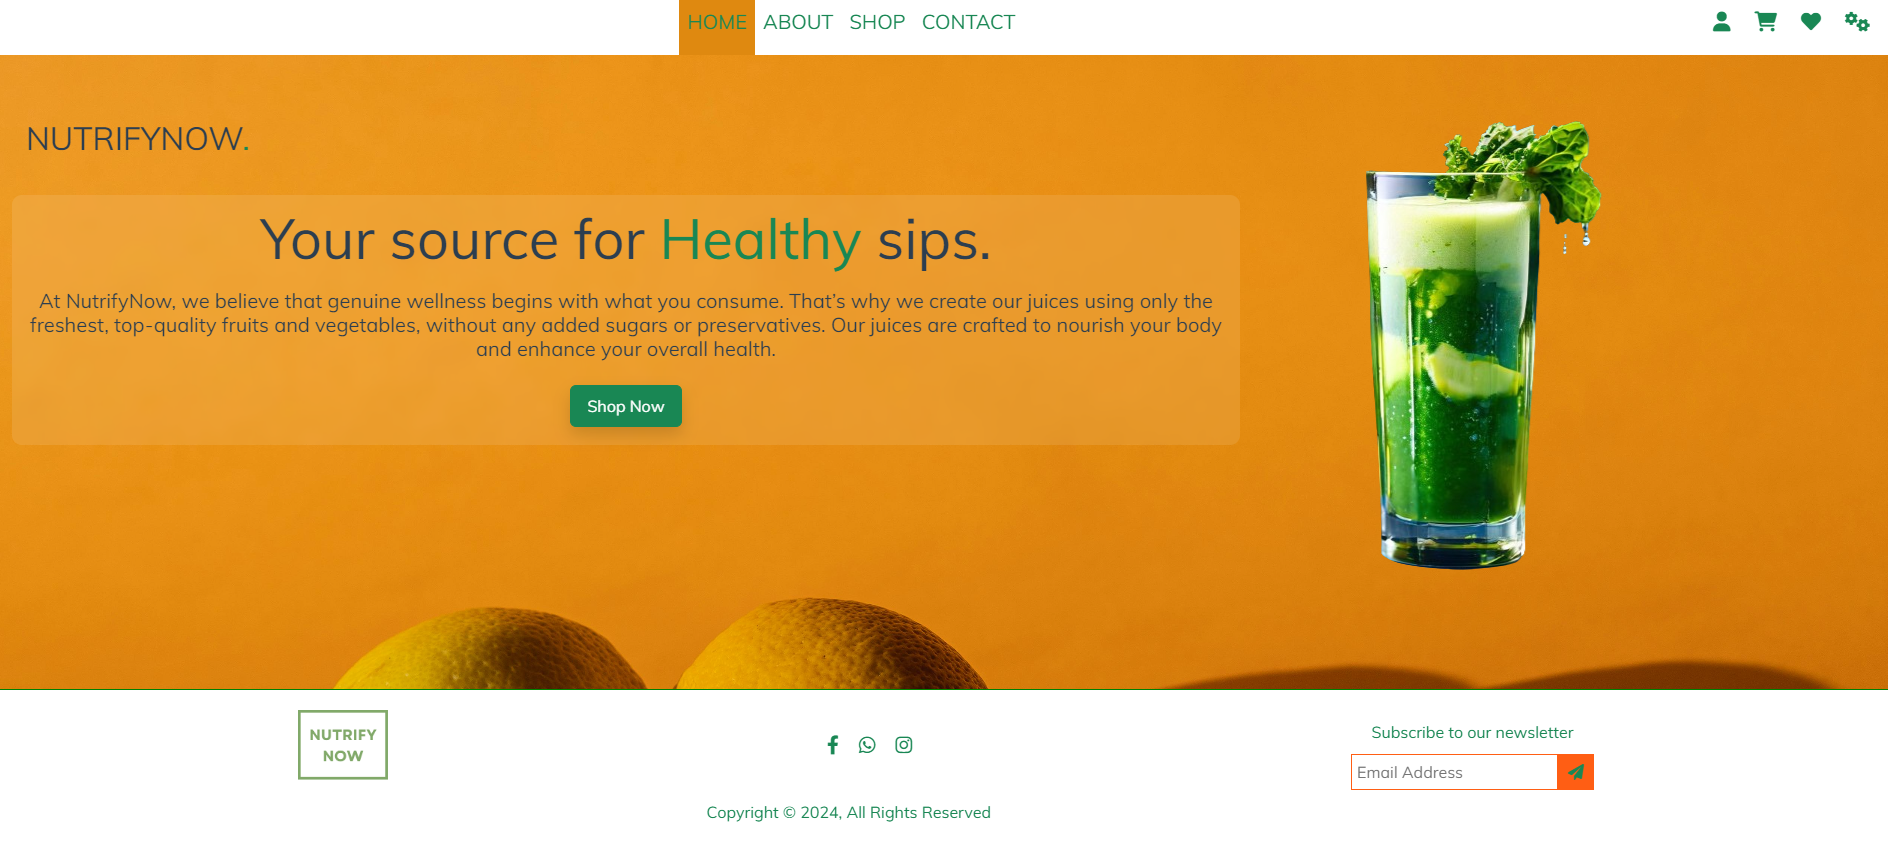 HOME ABOUT SHOP CONTACT
NUTRIFYNOW.
Your source for Healthy sips.
At NutrifyNow, we believe that genuine wellness begins with what you consume. That’s why we create our juices using only the
freshest, top-quality fruits and vegetables, without any added sugars or preservatives. Our juices are crafted to nourish your body
and enhance your overall health.
Shop Now
NUTRIFY
NOW
Subscribe to our newsletter
Email Address
Copyright © 2024, All Rights Reserved